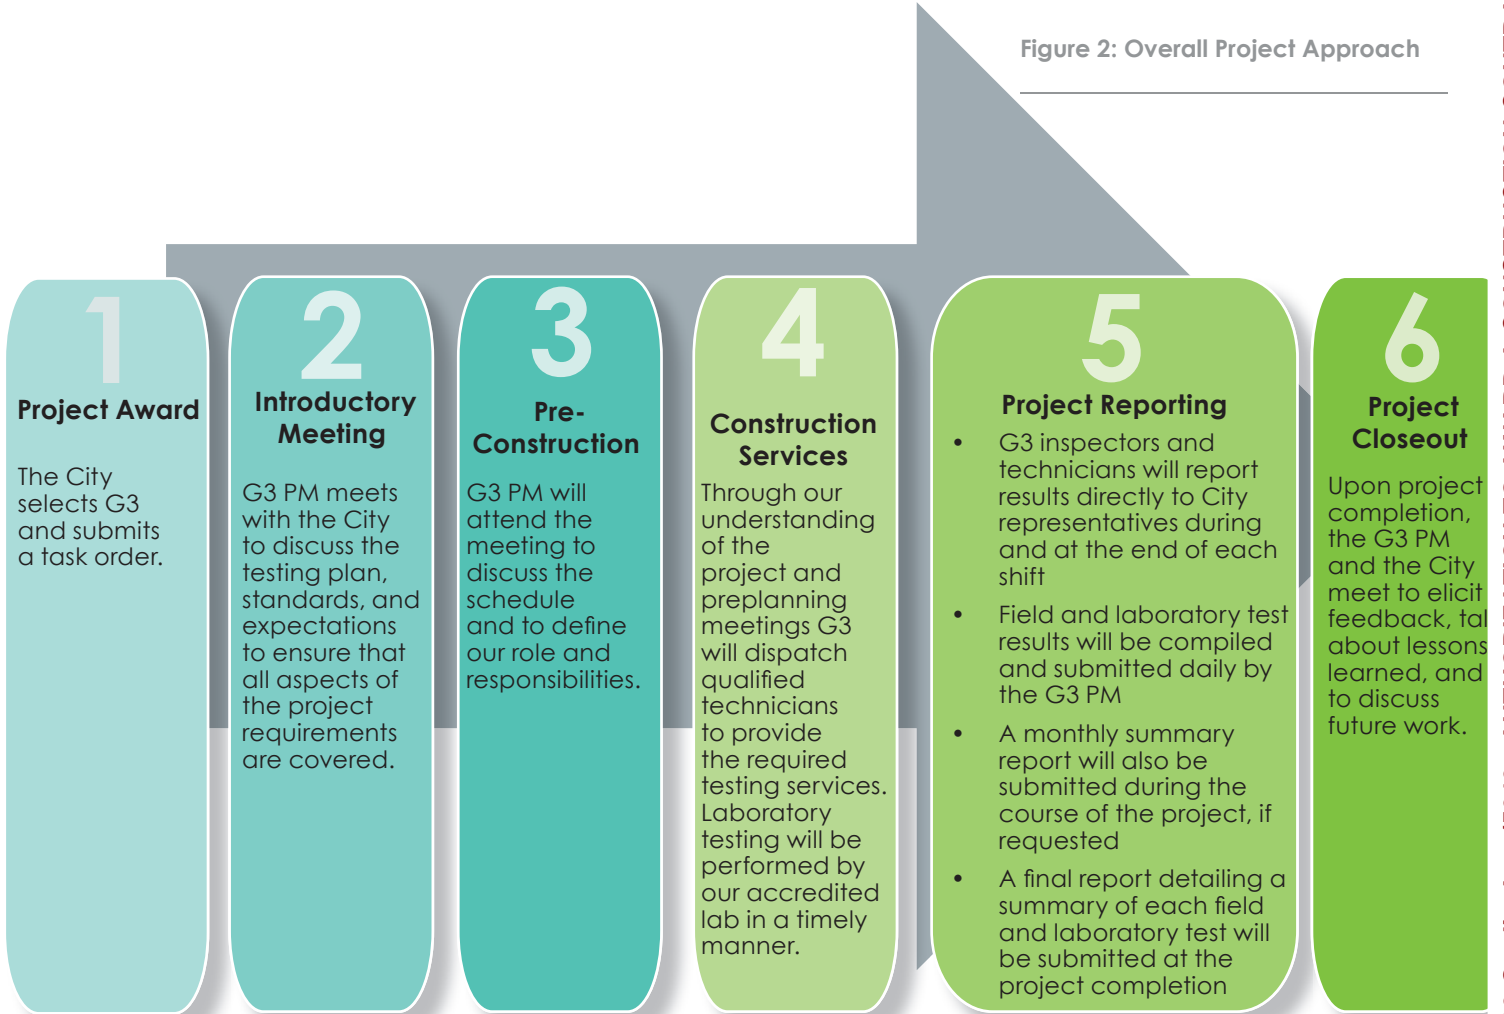 Figure 2: Overall Project Approach
1
Project Award
The City
selects G3
and submits
a task order.
2
Introductory
Meeting
G3 PM meets
with the City
to discuss the
testing plan,
standards, and
expectations
to ensure that
all aspects of
the project
requirements
are covered.
3
Pre-
Construction
G3 PM will
attend the
meeting to
discuss the
schedule
and to define
our role and
responsibilities.
4
Construction
Services
Through our
understanding
of the
project and
preplanning
meetings G3
will dispatch
qualified
technicians
to provide
the required
testing services.
Laboratory
testing will be
performed by
our accredited
lab in a timely
manner.
5
Project Reporting
• G3 inspectors and
technicians will report
results directly to City
representatives during
and at the end of each
shift
• Field and laboratory test
results will be compiled
and submitted daily by
the G3 PM
• A monthly summary
report will also be
submitted during the
course of the project, if
requested
• A final report detailing a
summary of each field
and laboratory test will
be submitted at the
project completion
6
Project
Closeout
Upon project
completion,
the G3 PM
and the City
meet to elicit
feedback,
about lessons
learned, and
to discuss
future work.